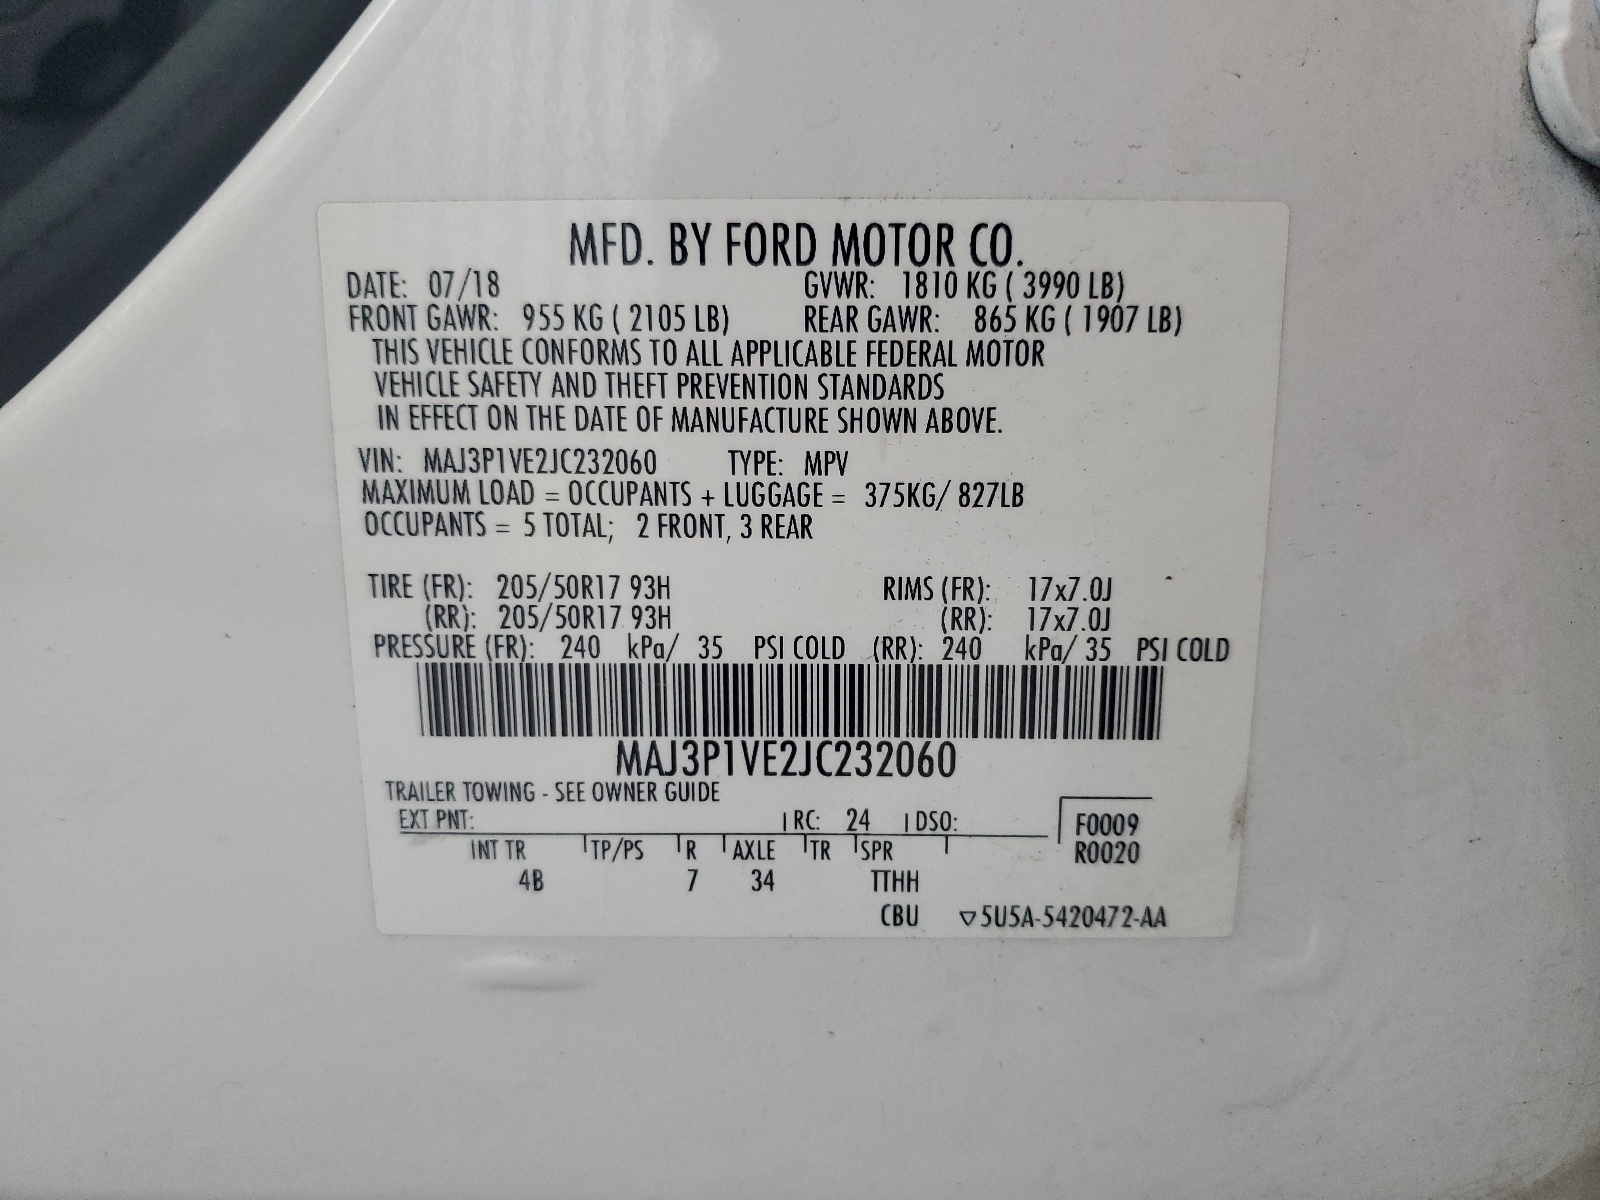 MFD. BY FORD MOTOR CO.
DATE: 07/18 GVWR: 1810 KG ( 3990 LB)
FRONT GAWR: 955 KG ( 2105 LB) REAR GAWR: 865 KG ( 1907 LB)
THIS VEHICLE CONFORMS TO ALL APPLICABLE FEDERAL MOTOR
VEHICLE SAFETY AND THEFT PREVENTION STANDARDS
IN EFFECT ON THE DATE OF MANUFACTURE SHOWN ABOVE.
VIN: MAJ3P1VE2JC232060 TYPE: MPV
MAXIMUM LOAD = OCCUPANTS + LUGGAGE = 375KG/ 827LB
OCCUPANTS = 5 TOTAL; 2 FRONT, 3 REAR
TIRE (FR): 205/50R17 93H RIMS (FR): 17x7.0J
(RR): 205/50R17 93H (RR): 17x7.0J
PRESSURE (FR): 240 kPa/ 35 PSI COLD (RR): 240 kPa/ 35 PSI COLD
MAJ3P1VE2JC232060
TRAILER TOWING - SEE OWNER GUIDE
EXT PNT: RC: 24 DSO: F0009
INT TR TP/PS R AXLE TR SPR R0020
4B 7 34 TTHH
CBU ▽5U5A-5420472-AA